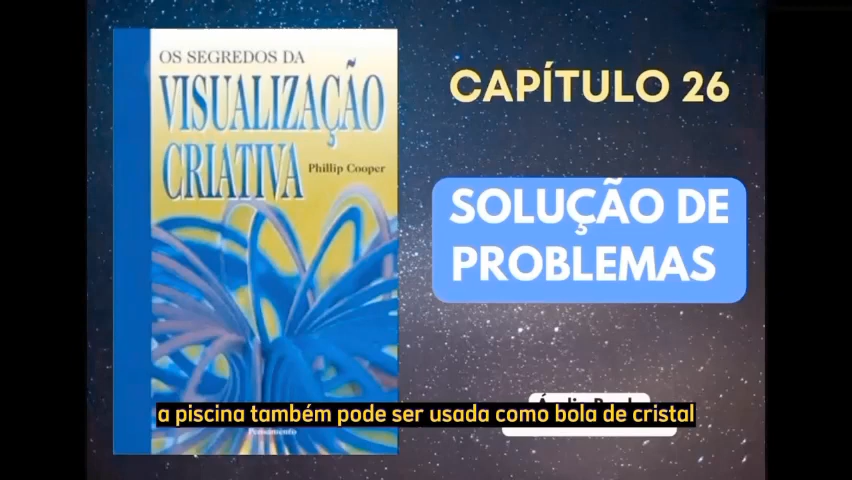 OS SEGREDOS DA
VISUALIZAÇÃO
CRIATIVA
Phillip Cooper
CAPÍTULO 26
SOLUÇÃO DE
PROBLEMAS
a piscina também pode ser usada como bola de cristal
Pensamento